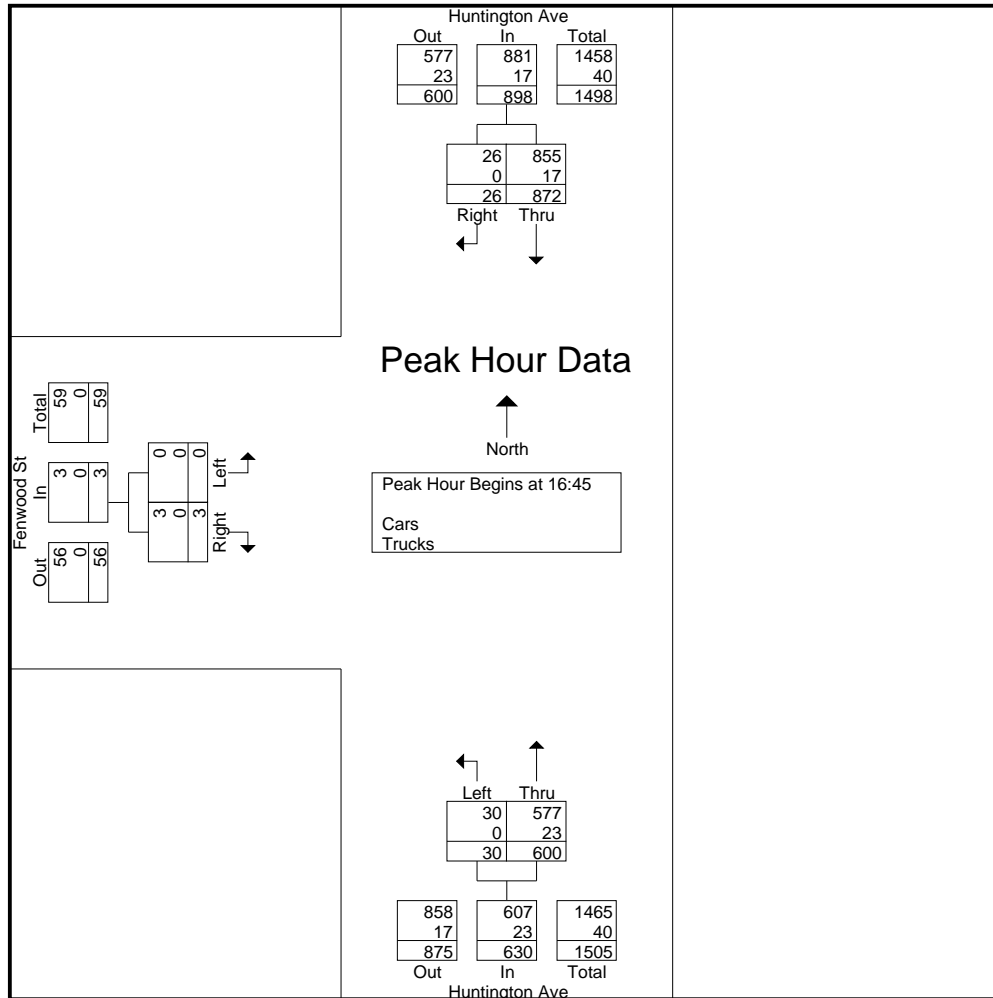 Huntington Ave
Out In Total
577 881 1458
23 17 40
600 898 1498
26 855
0 17
26 872
Right Thru
Peak Hour Data
North
Peak Hour Begins at 16:45
Cars
Trucks
Fenwood St
Out In Total
56 3 59
0 0 0
56 3 59
3 0
0 0
3 0
Right Left
Left Thru
30 577
0 23
30 600
858 607 1465
17 23 40
875 630 1505
Out In Total
Huntington Ave